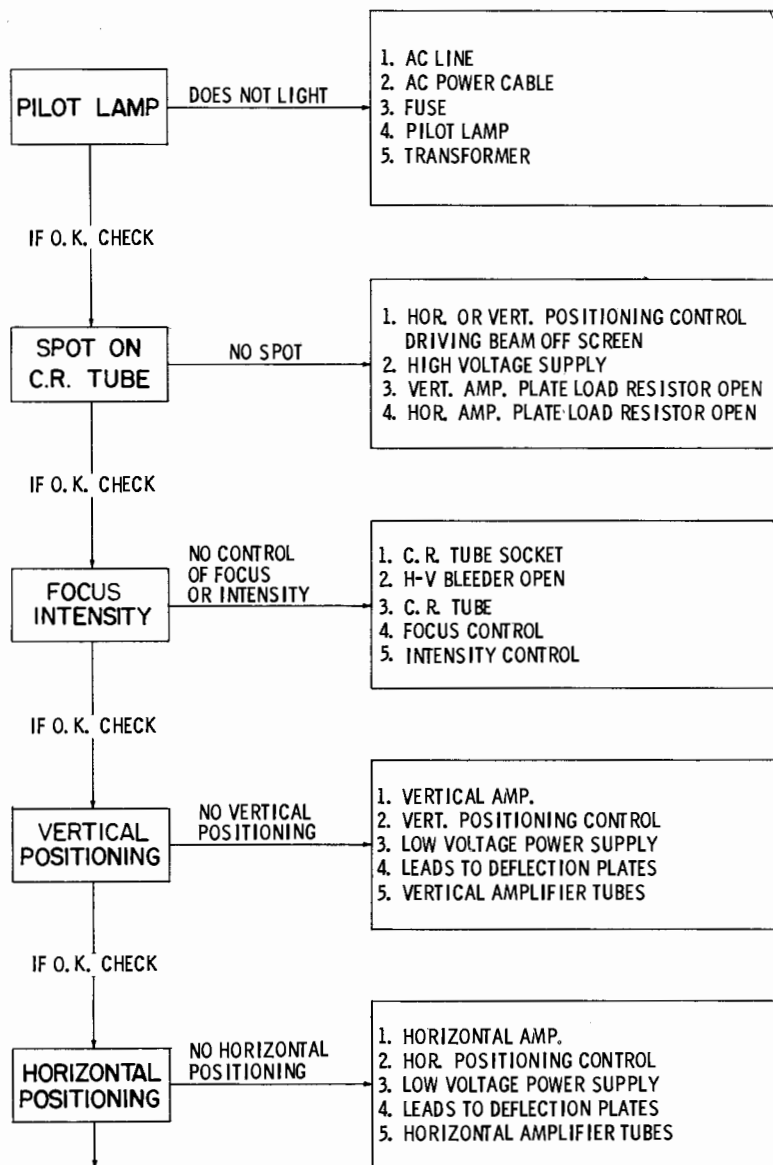 PILOT LAMP
DOES NOT LIGHT
1. AC LINE
2. AC POWER CABLE
3. FUSE
4. PILOT LAMP
5. TRANSFORMER
IF O.K. CHECK
SPOT ON
C.R. TUBE
NO SPOT
1. HOR. OR VERT. POSITIONING CONTROL
DRIVING BEAM OFF SCREEN
2. HIGH VOLTAGE SUPPLY
3. VERT. AMP. PLATE LOAD RESISTOR OPEN
4. HOR. AMP. PLATE LOAD RESISTOR OPEN
IF O.K. CHECK
FOCUS
INTENSITY
NO CONTROL
OF FOCUS
OR INTENSITY
1. C.R. TUBE SOCKET
2. H-V BLEEDER OPEN
3. C.R. TUBE
4. FOCUS CONTROL
5. INTENSITY CONTROL
IF O.K. CHECK
VERTICAL
POSITIONING
NO VERTICAL
POSITIONING
1. VERTICAL AMP.
2. VERT. POSITIONING CONTROL
3. LOW VOLTAGE POWER SUPPLY
4. LEADS TO DEFLECTION PLATES
5. VERTICAL AMPLIFIER TUBES
IF O.K. CHECK
HORIZONTAL
POSITIONING
NO HORIZONTAL
POSITIONING
1. HORIZONTAL AMP.
2. HOR. POSITIONING CONTROL
3. LOW VOLTAGE POWER SUPPLY
4. LEADS TO DEFLECTION PLATES
5. HORIZONTAL AMPLIFIER TUBES